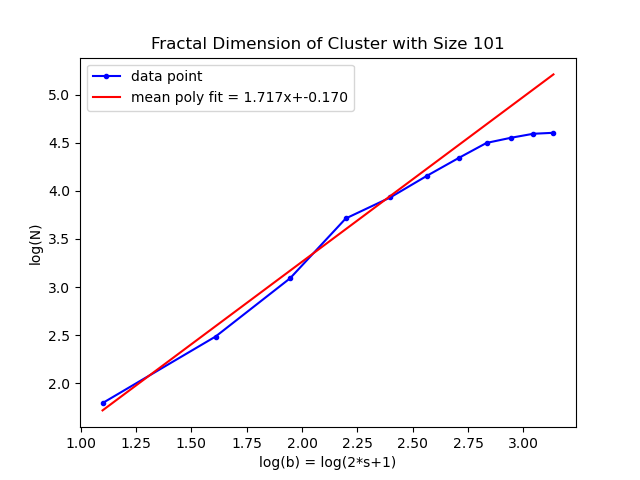 Fractal Dimension of Cluster with Size 101
data point
mean poly fit = 1.717x+-0.170
log(N)
5.0
4.5
4.0
3.5
3.0
2.5
2.0
1.00 1.25 1.50 1.75 2.00 2.25 2.50 2.75 3.00
log(b) = log(2*s+1)